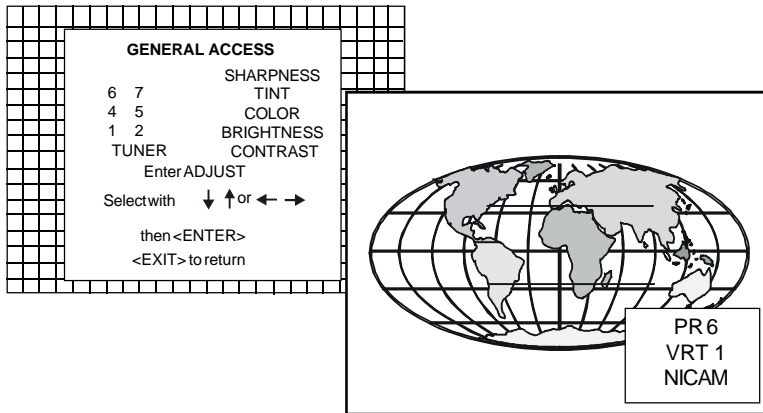 GENERAL ACCESS
SHARPNESS
6 7 TINT
4 5 COLOR
1 2 BRIGHTNESS
TUNER CONTRAST
Enter ADJUST
Select with ↓ ↑ or ← →
then <ENTER>
<EXIT> to return
PR 6
VRT 1
NICAM